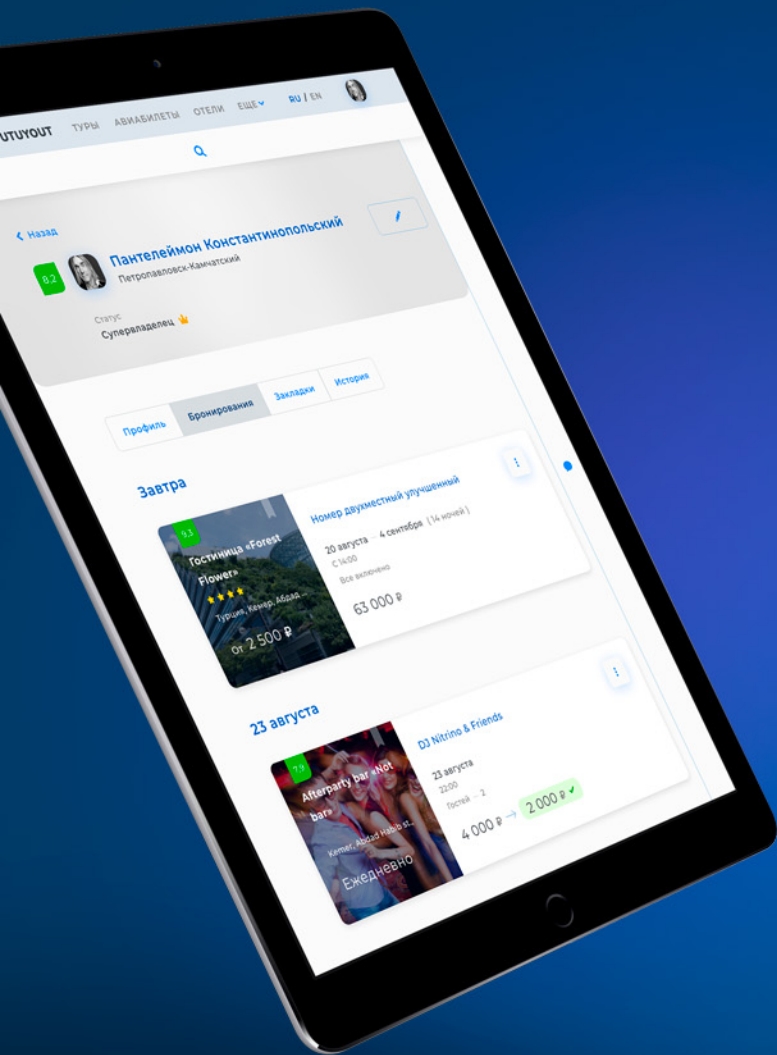 UTUYOUT ТУРЫ АВИАБИЛЕТЫ ОТЕЛИ ЕЩЕ RU / EN
Назад
8.2
Пантелеймон Константинопольский
Петропавловск-Камчатский
Статус
Супервладелец
Профиль Бронирования Закладки История
Завтра
9.3
Гостиница «Forest
Flower»
Турция, Кемер, Абдад ...
От 2 500 ₽
Номер двухместный улучшенный
20 августа – 4 сентября (14 ночей)
С 14:00
Все включено
63 000 ₽
23 августа
7.9
Afterparty bar «Not
bar»
Kemer, Abdad Habib st...
Ежедневно
DJ Nitrino & Friends
23 августа
22:00
Гостей – 2
4 000 ₽ → 2 000 ₽ ✓